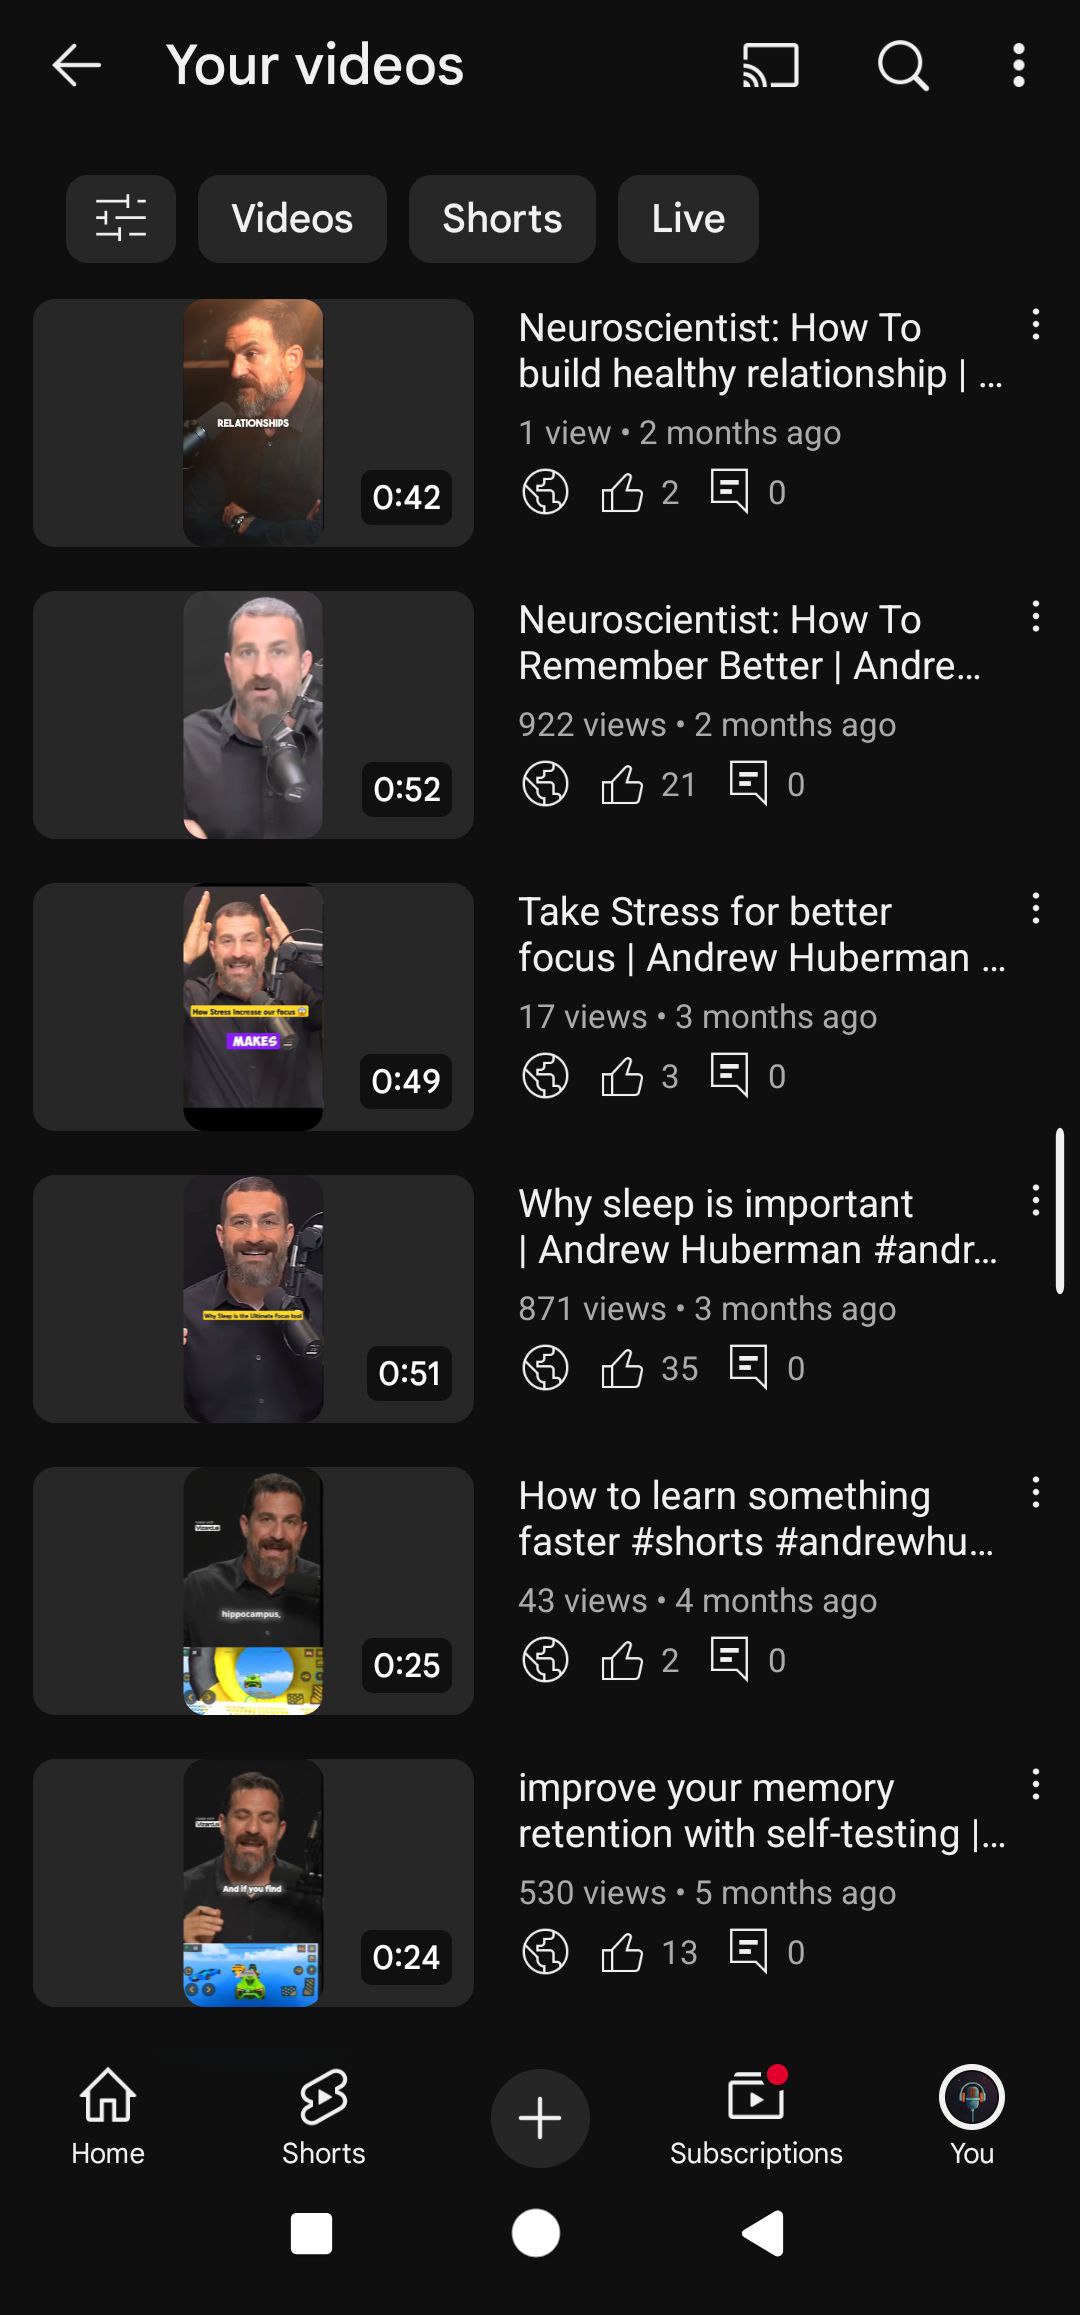 Your videos
Videos
Shorts
Live
RELATIONSHIPS
0:42
Neuroscientist: How To
build healthy relationship | ...
1 view • 2 months ago
2
0
0:52
Neuroscientist: How To
Remember Better | Andre...
922 views • 2 months ago
21
0
How Stress Increase our focus
MAKES
0:49
Take Stress for better
focus | Andrew Huberman ...
17 views • 3 months ago
3
0
Why Sleep is the Ultimate Focus tool
0:51
Why sleep is important
| Andrew Huberman #andr...
871 views • 3 months ago
35
0
hippocampus,
0:25
How to learn something
faster #shorts #andrewhu...
43 views • 4 months ago
2
0
And if you find
0:24
improve your memory
retention with self-testing |...
530 views • 5 months ago
13
0
Home
Shorts
Subscriptions
You